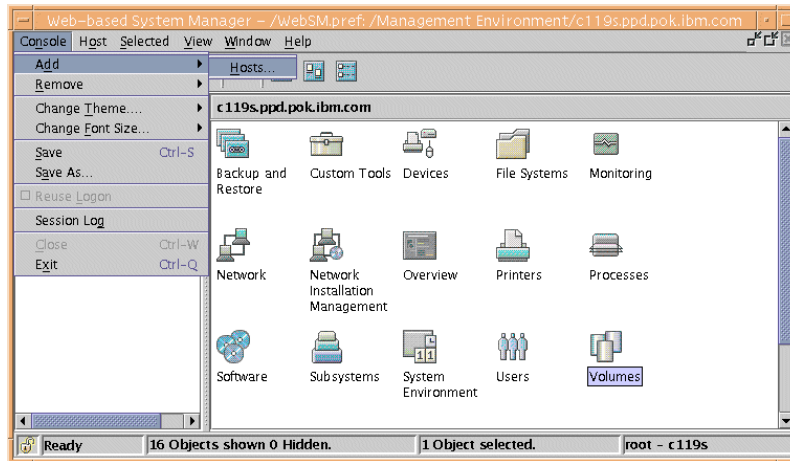 Web-based System Manager - /WebSM.pref: /Management Environment/c119s.ppd.pok.ibm.com
Console Host Selected View Window Help
Add
Hosts...
Remove
Change Theme....
Change Font Size...
Save Ctrl-S
Save As...
Reuse Logon
Session Log
Close Ctrl-W
Exit Ctrl-Q
c119s.ppd.pok.ibm.com
Backup and Restore
Custom Tools
Devices
File Systems
Monitoring
Network
Network Installation Management
Overview
Printers
Processes
Software
Subsystems
System Environment
Users
Volumes
Ready
16 Objects shown 0 Hidden.
1 Object selected.
root - c119s